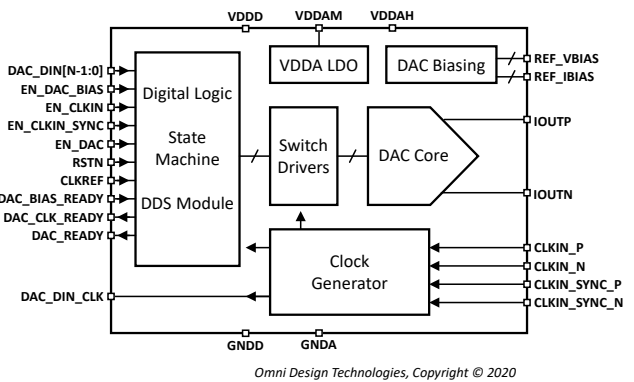 VDDD
VDDAM
VDDAH
DAC_DIN[N-1:0]
EN_DAC_BIAS
EN_CLKIN
EN_CLKIN_SYNC
EN_DAC
RSTN
CLKREF
DAC_BIAS_READY
DAC_CLK_READY
DAC_READY
DAC_DIN_CLK
Digital Logic
State
Machine
DDS Module
VDDA LDO
DAC Biasing
Switch
Drivers
DAC Core
Clock
Generator
REF_VBIAS
REF_IBIAS
IOUTP
IOUTN
CLKIN_P
CLKIN_N
CLKIN_SYNC_P
CLKIN_SYNC_N
GNDD
GNDA
Omni Design Technologies, Copyright © 2020